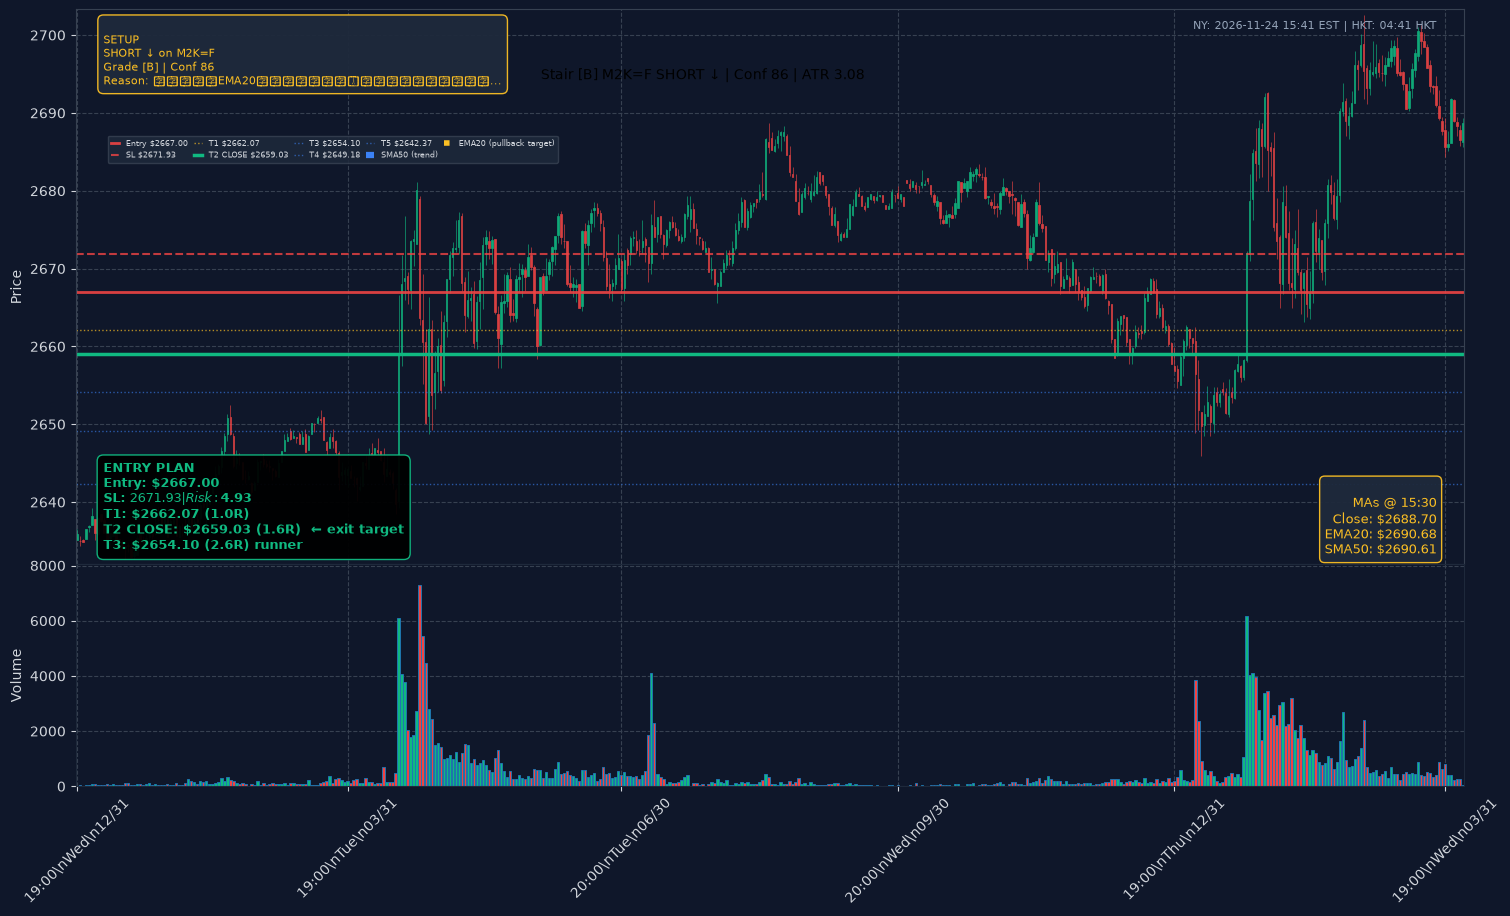 NY: 2026-11-24 15:41 EST | HKT: 04:41 HKT
SETUP
SHORT ↓ on M2K=F
Grade [B] | Conf 86
Reason: EMA20 ...
Stair [B] M2K=F SHORT ↓ | Conf 86 | ATR 3.08
Entry $2667.00
SL $2671.93
T1 $2662.07
T2 CLOSE $2659.03
T3 $2654.10
T4 $2649.18
T5 $2642.37
SMA50 (trend)
EMA20 (pullback target)
Price
2700
2690
2680
2670
2660
2650
2640
ENTRY PLAN
Entry: $2667.00
SL: 2671.93|Risk:4.93
T1: $2662.07 (1.0R)
T2 CLOSE: $2659.03 (1.6R) ← exit target
T3: $2654.10 (2.6R) runner
MAs @ 15:30
Close: $2688.70
EMA20: $2690.68
SMA50: $2690.61
Volume
8000
6000
4000
2000
0
19:00\nWed\n12/31
19:00\nTue\n03/31
20:00\nTue\n06/30
20:00\nWed\n09/30
19:00\nThu\n12/31
19:00\nWed\n03/31